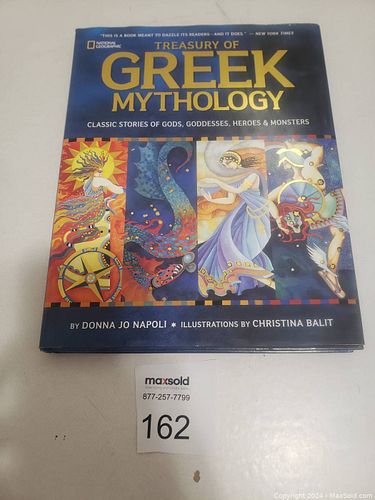 "THIS IS A BOOK MEANT TO DAZZLE ITS READERS - AND IT DOES." — NEW YORK TIMES
NATIONAL GEOGRAPHIC
TREASURY OF
GREEK
MYTHOLOGY
CLASSIC STORIES OF GODS, GODDESSES, HEROES & MONSTERS
BY DONNA JO NAPOLI ★ ILLUSTRATIONS BY CHRISTINA BALIT
maxsold
877-257-7799
162
Copyright © 2024 - MaxSold.com